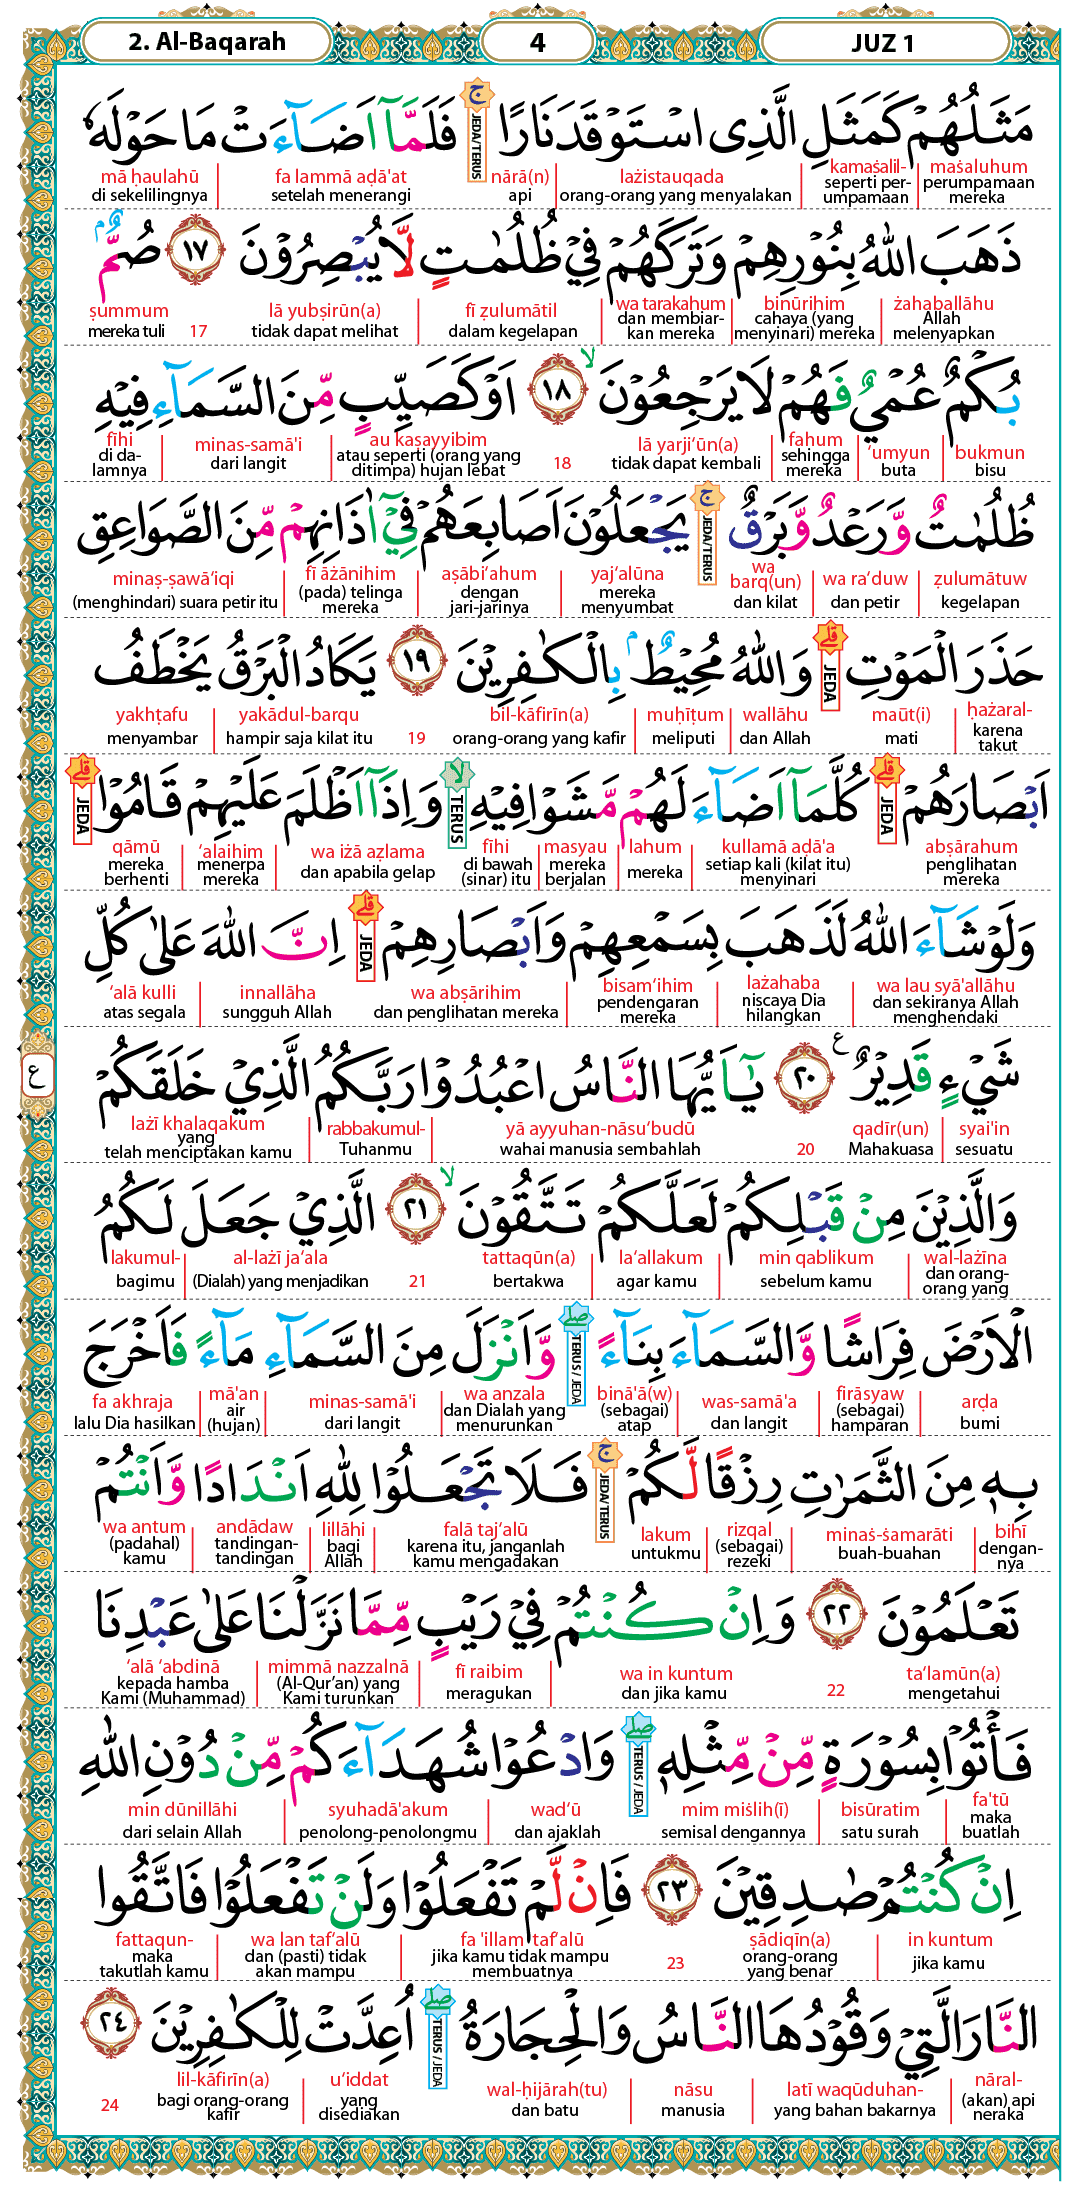 2. Al-Baqarah
4
JUZ 1
مَثَلُهُمْ كَمَثَلِ الَّذِى اسْتَوْقَدَ نَارًا ۚ فَلَمَّآ اَضَاۤءَتْ مَا حَوْلَهٗ
JEDA/TERUS
maṡaluhum kamaṡalil- lażistauqada nārā(n) fa lammā aḍā'at mā ḥaulahū
perumpamaan mereka seperti per-umpamaan orang-orang yang menyalakan api setelah menerangi di sekelilingnya
ذَهَبَ اللّٰهُ بِنُوْرِهِمْ وَتَرَكَهُمْ فِيْ ظُلُمٰتٍ لَّا يُبْصِرُوْنَ ١٧ صُمٌّ ۢ
żahaballāhu binūrihim wa tarakahum fī ẓulumātil lā yubṣirūn(a) 17 ṣummum
Allah melenyapkan cahaya (yang menyinari) mereka dan membiar-kan mereka dalam kegelapan tidak dapat melihat mereka tuli
بُكْمٌ عُمْيٌ فَهُمْ لَا يَرْجِعُوْنَۙ ١٨ اَوْ كَصَيِّبٍ مِّنَ السَّمَاۤءِ فِيْهِ
bukmun ‘umyun fahum lā yarji‘ūn(a) 18 au kasayyibim minas-samā'i fīhi
bisu buta sehingga mereka tidak dapat kembali atau seperti (orang yang ditimpa) hujan lebat dari langit di da-lamnya
ظُلُمٰتٌ وَّرَعْدٌ وَّبَرْقٌۚ يَجْعَلُوْنَ اَصَابِعَهُمْ فِيْٓ اٰذَانِهِمْ مِّنَ الصَّوَاعِقِ
JEDA/TERUS
ẓulumātuw wa ra‘duw wa barq(un) yaj‘alūna aṣābi‘ahum fī āżānihim minaṣ-ṣawā‘iqi
kegelapan dan petir dan kilat mereka menyumbat dengan jari-jarinya (pada) telinga mereka (menghindari) suara petir itu
حَذَرَ الْمَوْتِۗ وَاللّٰهُ مُحِيْطٌۢ بِالْكٰفِرِيْنَ ١٩ يَكَادُ الْبَرْقُ يَخْطَفُ
JEDA
ḥażaral- maūt(i) wallāhu muḥīṭum bil-kāfirīn(a) 19 yakādul-barqu yakhṭafu
karena takut mati dan Allah meliputi orang-orang yang kafir hampir saja kilat itu menyambar
اَبْصَارَهُمْۗ كُلَّمَآ اَضَاۤءَ لَهُمْ مَّشَوْا فِيْهِۙ وَاِذَآ اَظْلَمَ عَلَيْهِمْ قَامُوْاۗ
JEDA TERUS JEDA
abṣārahum kullamā aḍā'a lahum masyau fīhi wa iżā aẓlama ‘alaihim qāmū
penglihatan mereka setiap kali (kilat itu) menyinari mereka mereka berjalan di bawah (sinar) itu dan apabila gelap menerpa mereka mereka berhenti
وَلَوْ شَاۤءَ اللّٰهُ لَذَهَبَ بِسَمْعِهِمْ وَاَبْصَارِهِمْۗ اِنَّ اللّٰهَ عَلٰى كُلِّ
JEDA
wa lau syā'allāhu lażahaba bisam‘ihim wa abṣārihim innallāha ‘alā kulli
dan sekiranya Allah menghendaki niscaya Dia hilangkan pendengaran mereka dan penglihatan mereka sungguh Allah atas segala
شَيْءٍ قَدِيْرٌ ࣖ ٢٠ يٰٓاَيُّهَا النَّاسُ اعْبُدُوْا رَبَّكُمُ الَّذِيْ خَلَقَكُمْ
ع
syai'in qadīr(un) 20 yā ayyuhan-nāsu‘budū rabbakumul- lażī khalaqakum
sesuatu Mahakuasa wahai manusia sembahlah Tuhanmu yang telah menciptakan kamu
وَالَّذِيْنَ مِنْ قَبْلِكُمْ لَعَلَّكُمْ تَتَّقُوْنَۙ ٢١ الَّذِيْ جَعَلَ لَكُمُ
wal-lażīna min qablikum la‘allakum tattaqūn(a) 21 al-lażī ja‘ala lakumul-
dan orang-orang yang sebelum kamu agar kamu bertakwa (Dialah) yang menjadikan bagimu
الْاَرْضَ فِرَاشًا وَّالسَّمَاۤءَ بِنَاۤءًۖ وَّاَنْزَلَ مِنَ السَّمَاۤءِ مَاۤءً فَاَخْرَجَ
TERUS / JEDA
arḍa firāsyaw was-samā'a binā'ā(w) wa anzala minas-samā'i mā'an fa akhraja
bumi (sebagai) hamparan dan langit (sebagai) atap dan Dialah yang menurunkan dari langit air (hujan) lalu Dia hasilkan
بِهٖ مِنَ الثَّمَرٰتِ رِزْقًا لَّكُمْۚ فَلَا تَجْعَلُوْا لِلّٰهِ اَنْدَادًا وَّاَنْتُمْ
JEDA/TERUS
bihī minaṡ-ṡamarāti rizqal lakum falā taj‘alū lillāhi andādaw wa antum
dengan-nya buah-buahan (sebagai) rezeki untukmu karena itu, janganlah kamu mengadakan bagi Allah tandingan-tandingan (padahal) kamu
تَعْلَمُوْنَ ٢٢ وَاِنْ كُنْتُمْ فِيْ رَيْبٍ مِّمَّا نَزَّلْنَا عَلٰى عَبْدِنَا
ta‘lamūn(a) 22 wa in kuntum fī raibim mimmā nazzalnā ‘alā ‘abdinā
mengetahui dan jika kamu meragukan (Al-Qur’an) yang Kami turunkan kepada hamba Kami (Muhammad)
فَأْتُوْا بِسُوْرَةٍ مِّنْ مِّثْلِهٖۖ وَادْعُوْا شُهَدَاۤءَكُمْ مِّنْ دُوْنِ اللّٰهِ
TERUS / JEDA
fa'tū bisūratim mim miṡlih(ī) wad‘ū syuhadā'akum min dūnillāhi
maka buatlah satu surah semisal dengannya dan ajaklah penolong-penolongmu dari selain Allah
اِنْ كُنْتُمْ صٰدِقِيْنَ ٢٣ فَاِنْ لَّمْ تَفْعَلُوْا وَلَنْ تَفْعَلُوْا فَاتَّقُوا
in kuntum ṣādiqīn(a) 23 fa 'illam taf‘alū wa lan taf‘alū fattaqun-
jika kamu orang-orang yang benar jika kamu tidak mampu membuatnya dan (pasti) tidak akan mampu maka takutlah kamu
النَّارَ الَّتِيْ وَقُوْدُهَا النَّاسُ وَالْحِجَارَةُۖ اُعِدَّتْ لِلْكٰفِرِيْنَ ٢٤
TERUS / JEDA
nāral- latī waqūduhan- nāsu wal-ḥijārah(tu) u‘iddat lil-kāfirīn(a) 24
(akan) api neraka yang bahan bakarnya manusia dan batu yang disediakan bagi orang-orang kafir